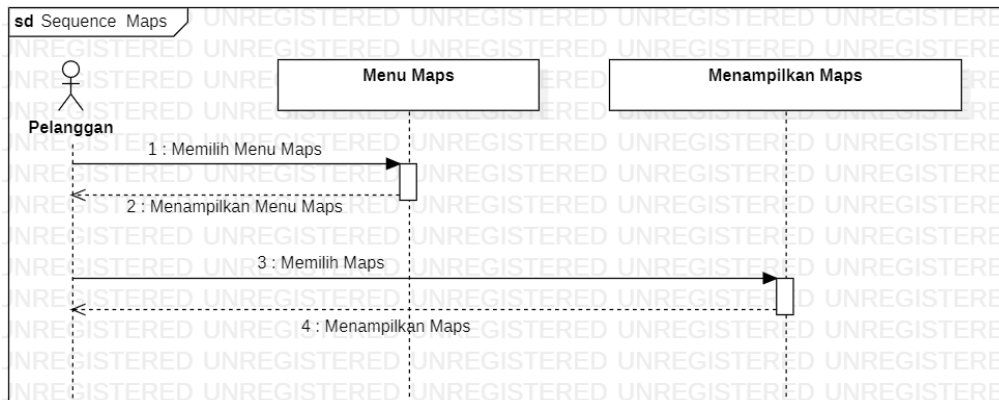 sd Sequence Maps
Menu Maps
Menampilkan Maps
Pelanggan
1 : Memilih Menu Maps
2 : Menampilkan Menu Maps
3 : Memilih Maps
4 : Menampilkan Maps
UNREGISTERED